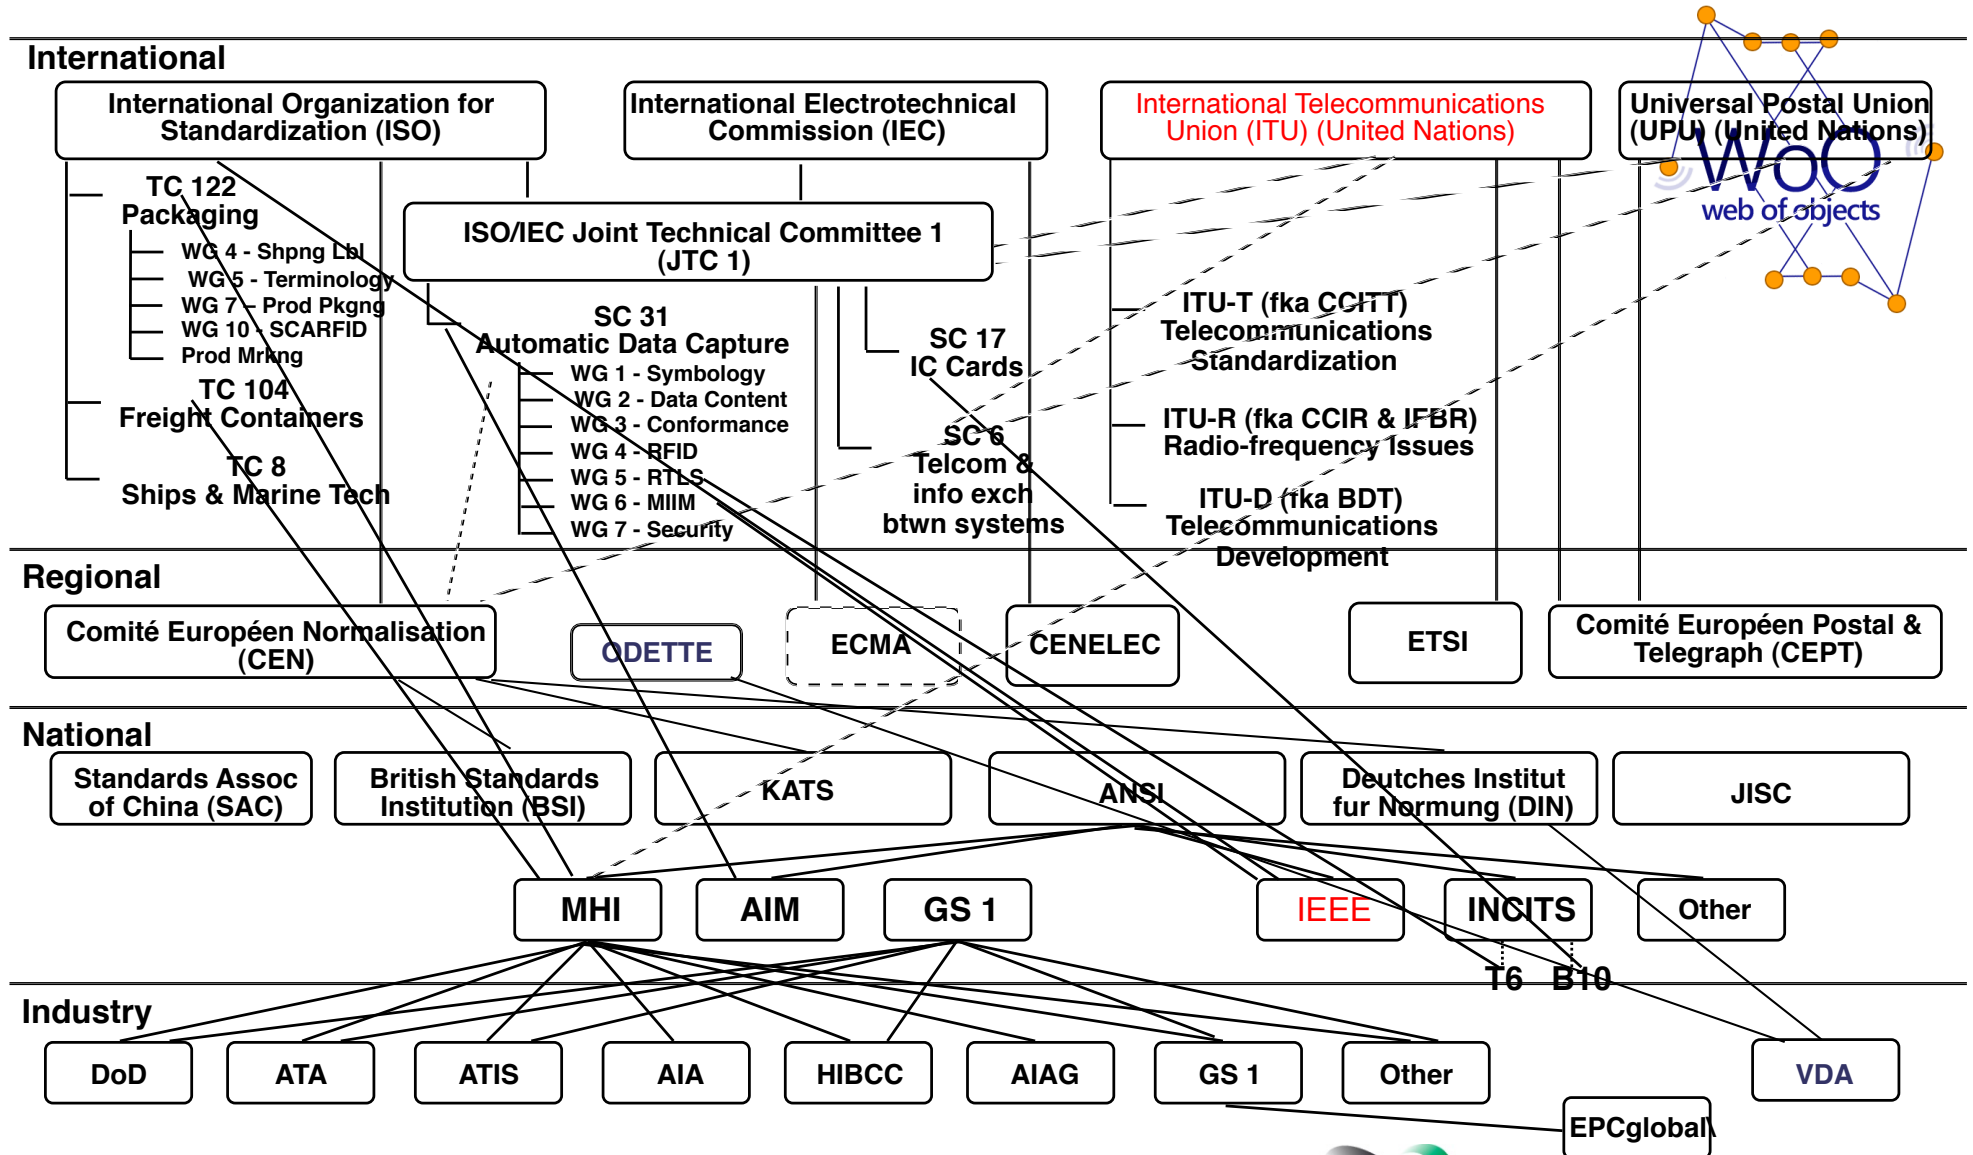 International
International Organization for
Standardization (ISO)
International Electrotechnical
Commission (IEC)
International Telecommunications
Union (ITU) (United Nations)
Universal Postal Union
(UPU) (United Nations)
WoO
web of objects
TC 122
Packaging
WG 4 - Shpng Lbl
WG 5 - Terminology
WG 7 – Prod Pkgng
WG 10 - SCARFID
Prod Mrkng
TC 104
Freight Containers
TC 8
Ships & Marine Tech
ISO/IEC Joint Technical Committee 1
(JTC 1)
SC 31
Automatic Data Capture
WG 1 - Symbology
WG 2 - Data Content
WG 3 - Conformance
WG 4 - RFID
WG 5 - RTLS
WG 6 - MIIM
WG 7 - Security
SC 17
IC Cards
SC 6
Telcom &
info exch
btwn systems
ITU-T (fka CCITT)
Telecommunications
Standardization
ITU-R (fka CCIR & IFBR)
Radio-frequency Issues
ITU-D (fka BDT)
Telecommunications
Development
Regional
Comité Européen Normalisation
(CEN)
ODETTE
ECMA
CENELEC
ETSI
Comité Européen Postal &
Telegraph (CEPT)
National
Standards Assoc
of China (SAC)
British Standards
Institution (BSI)
KATS
ANSI
Deutches Institut
fur Normung (DIN)
JISC
MHI
AIM
GS 1
IEEE
INCITS
Other
T6
B10
Industry
DoD
ATA
ATIS
AIA
HIBCC
AIAG
GS 1
Other
VDA
EPCglobal\